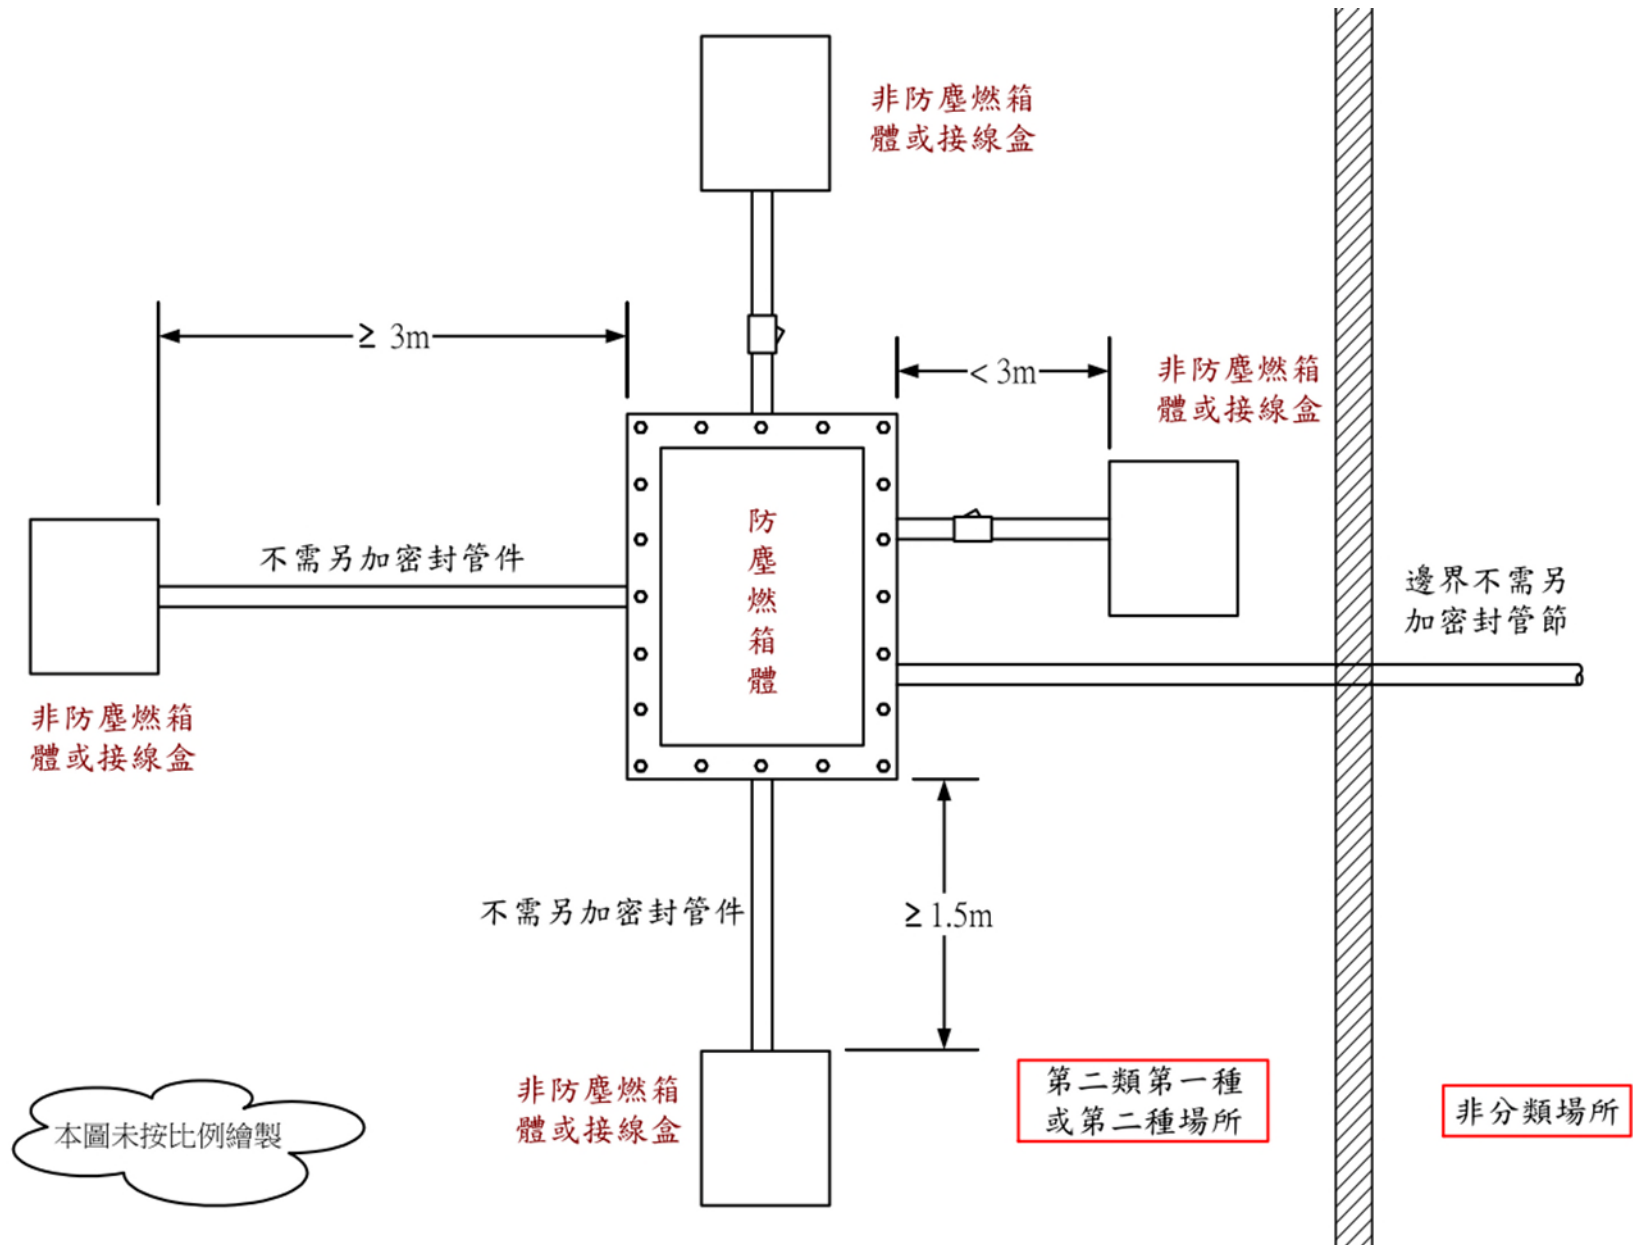 非防塵燃箱
體或接線盒
≥ 3m
< 3m
非防塵燃箱
體或接線盒
防
塵
燃
箱
體
不需另加密封管件
邊界不需另
加密封管節
非防塵燃箱
體或接線盒
不需另加密封管件
≥ 1.5m
非防塵燃箱
體或接線盒
第二類第一種
或第二種場所
非分類場所
本圖未按比例繪製